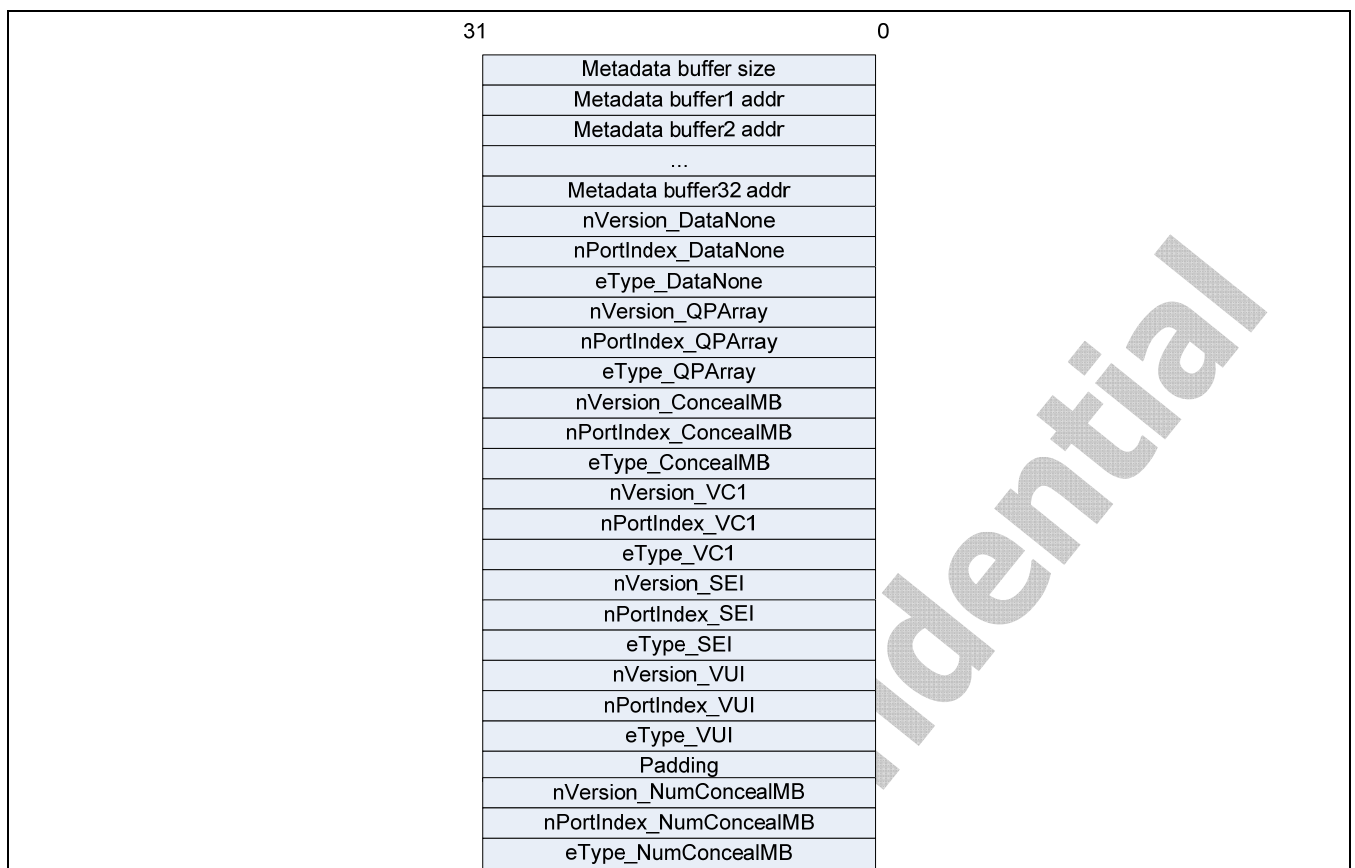 31 0
Metadata buffer size
Metadata buffer1 addr
Metadata buffer2 addr
...
Metadata buffer32 addr
nVersion_DataNone
nPortIndex_DataNone
eType_DataNone
nVersion_QPArray
nPortIndex_QPArray
eType_QPArray
nVersion_ConcealMB
nPortIndex_ConcealMB
eType_ConcealMB
nVersion_VC1
nPortIndex_VC1
eType_VC1
nVersion_SEI
nPortIndex_SEI
eType_SEI
nVersion_VUI
nPortIndex_VUI
eType_VUI
Padding
nVersion_NumConcealMB
nPortIndex_NumConcealMB
eType_NumConcealMB
idential